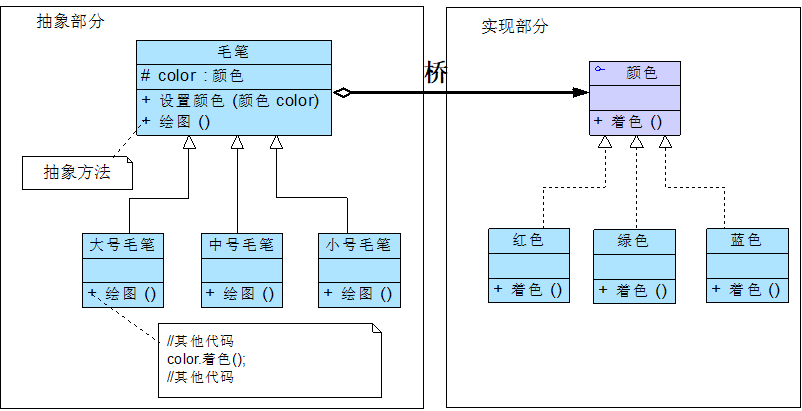 抽象部分
毛笔
# color : 颜色
+ 设置颜色 (颜色 color)
+ 绘图 ()
抽象方法
大号毛笔
+ 绘图 ()
中号毛笔
+ 绘图 ()
小号毛笔
+ 绘图 ()
//其他代码
color.着色();
//其他代码
桥
实现部分
颜色
+ 着色 ()
红色
+ 着色 ()
绿色
+ 着色 ()
蓝色
+ 着色 ()